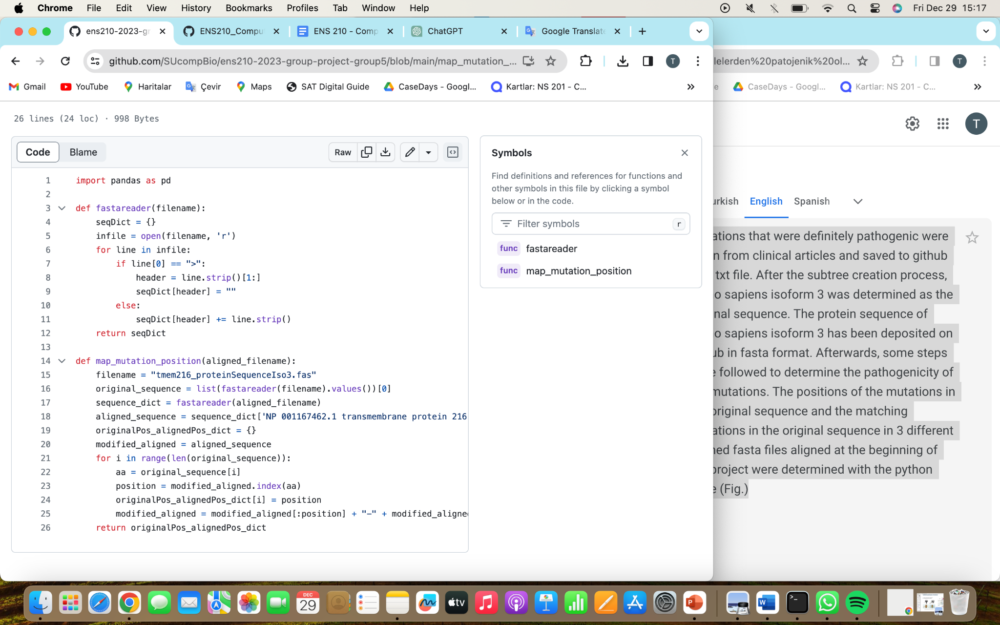 Chrome File Edit View History Bookmarks Profiles Tab Window Help Fri Dec 29 15:17
ens210-2023-gr ENS210_Compu ENS 210 - Comp ChatGPT Google Translate
github.com/SUcompBio/ens210-2023-group-project-group5/blob/main/map_mutation_... T lelerden%20patojenik%20ol... T
Gmail YouTube Haritalar Çevir Maps SAT Digital Guide CaseDays - Googl... Kartlar: NS 201 - C... » e CaseDays - Googl... Kartlar: NS 201 - C... »
26 lines (24 loc) · 998 Bytes
T
Code Blame Raw
1 import pandas as pd
2
3 def fastareader(filename):
4 seqDict = {}
5 infile = open(filename, 'r')
6 for line in infile:
7 if line[0] == ">":
8 header = line.strip()[1:]
9 seqDict[header] = ""
10 else:
11 seqDict[header] += line.strip()
12 return seqDict
13
14 def map_mutation_position(aligned_filename):
15 filename = "tmem216_proteinSequenceIso3.fas"
16 original_sequence = list(fastareader(filename).values())[0]
17 sequence_dict = fastareader(aligned_filename)
18 aligned_sequence = sequence_dict['NP 001167462.1 transmembrane protein 216
19 originalPos_alignedPos_dict = {}
20 modified_aligned = aligned_sequence
21 for i in range(len(original_sequence)):
22 aa = original_sequence[i]
23 position = modified_aligned.index(aa)
24 originalPos_alignedPos_dict[i] = position
25 modified_aligned = modified_aligned[:position] + "-" + modified_aligne
26 return originalPos_alignedPos_dict
Symbols
Find definitions and references for functions and
other symbols in this file by clicking a symbol
below or in the code.
Filter symbols r
func fastareader
func map_mutation_position
urkish English Spanish
ations that were definitely pathogenic were
n from clinical articles and saved to github
txt file. After the subtree creation process,
o sapiens isoform 3 was determined as the
nal sequence. The protein sequence of
o sapiens isoform 3 has been deposited on
ub in fasta format. Afterwards, some steps
e followed to determine the pathogenicity of
mutations. The positions of the mutations in
original sequence and the matching
ations in the original sequence in 3 different
ned fasta files aligned at the beginning of
project were determined with the python
e (Fig.)
DEC
29
tv
P
W